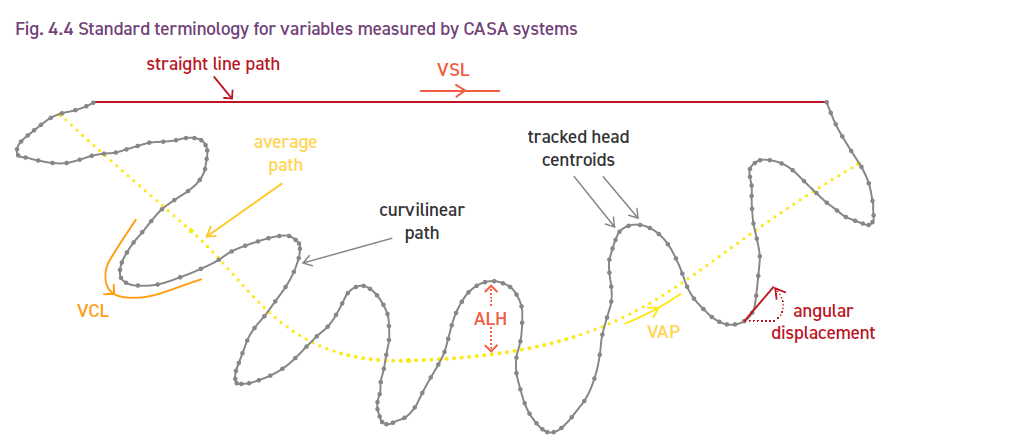 Fig. 4.4 Standard terminology for variables measured by CASA systems
straight line path
VSL
tracked head
centroids
average
path
curvilinear
path
VCL
ALH
VAP
angular
displacement